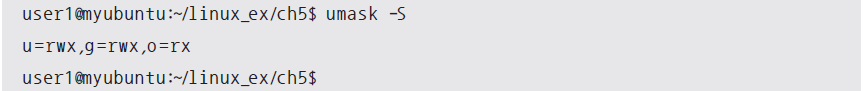 user1@myubuntu:~/linux_ex/ch5$ umask -S
u=rwx,g=rwx,o=rx
user1@myubuntu:~/linux_ex/ch5$